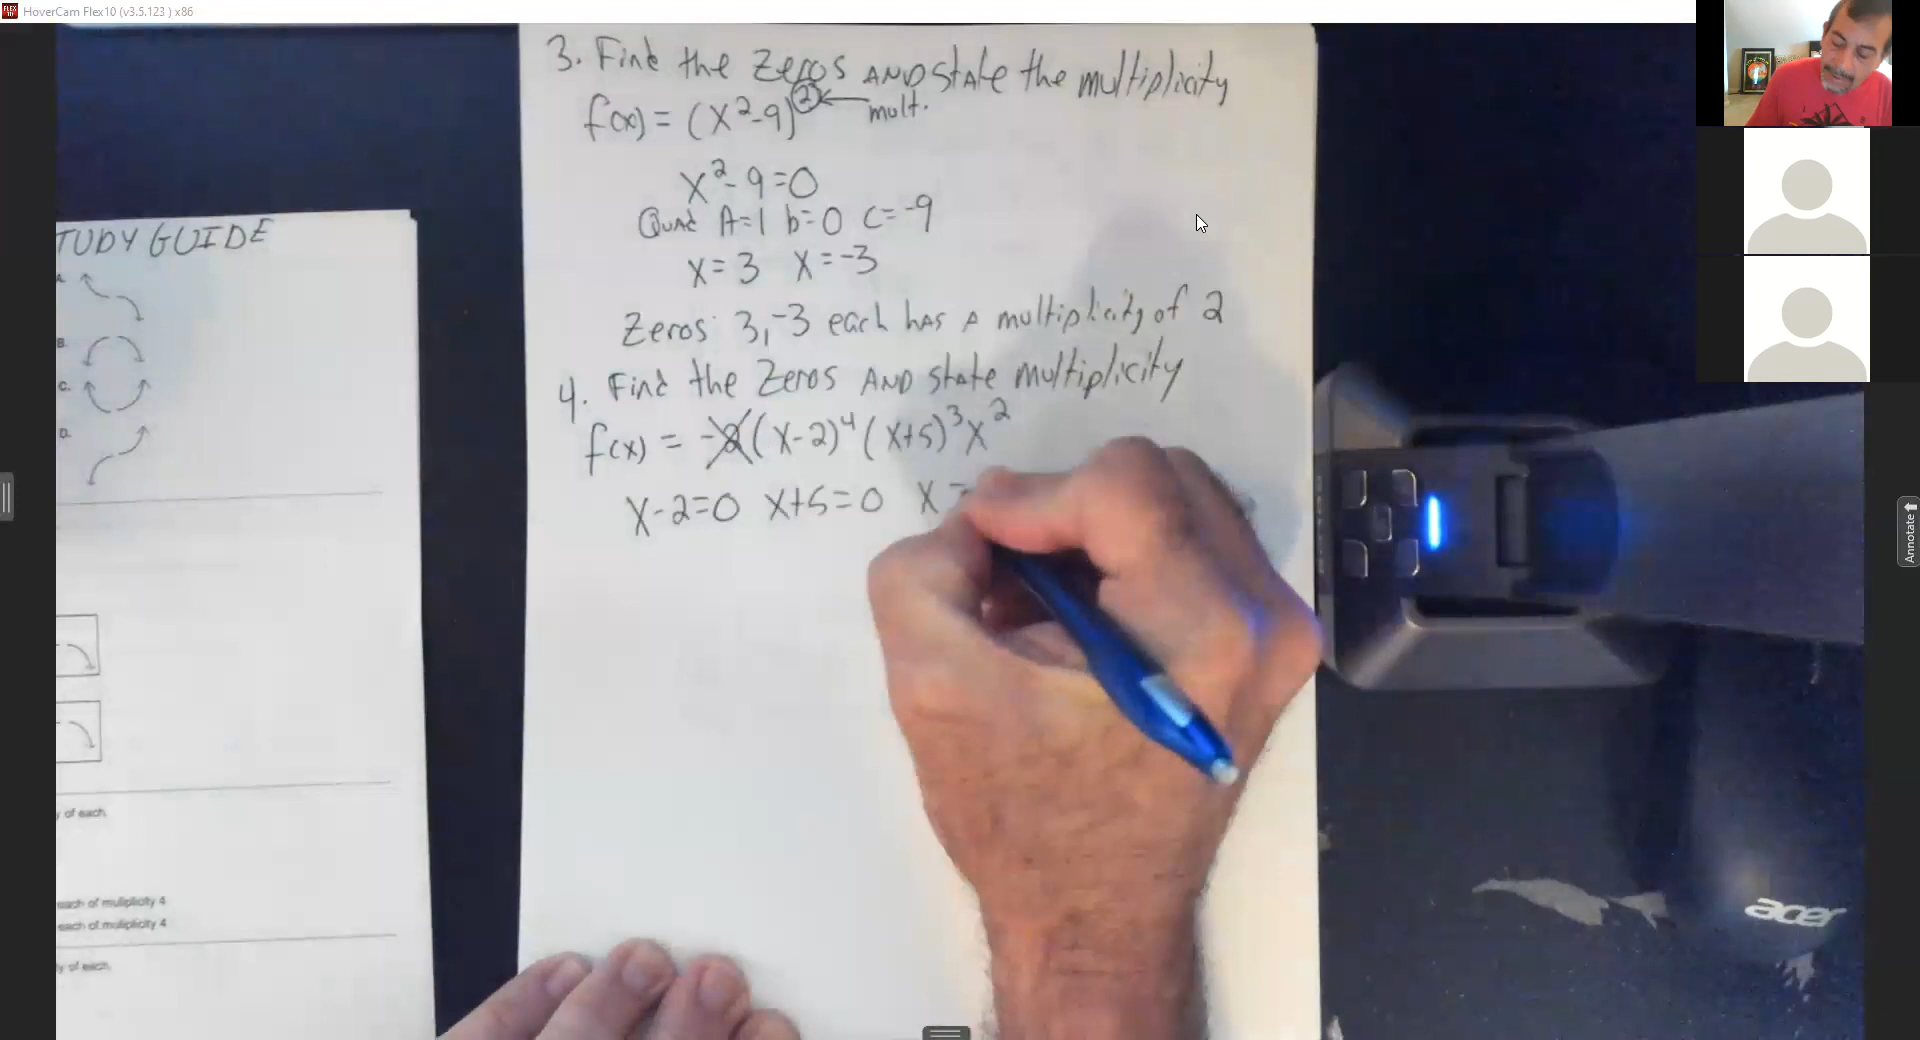 HoverCam Flex10 (v3.5.123 ) x86
3. Find the Zeros AND state the multiplicity
f(x) = (x²-9)² ← mult.
x²-9=0
Quad A=1 b=0 c=-9
x=3 x=-3
Zeros: 3,-3 each has A multiplicity of 2
4. Find the Zeros AND state multiplicity
f(x) = -2(x-2)⁴(x+5)³x²
x-2=0 x+5=0 x=
TUDY GUIDE
A.
B.
C.
D.
y of each.
each of muliplicity 4
each of muliplicity 4
ly of each.
Annotate
acer